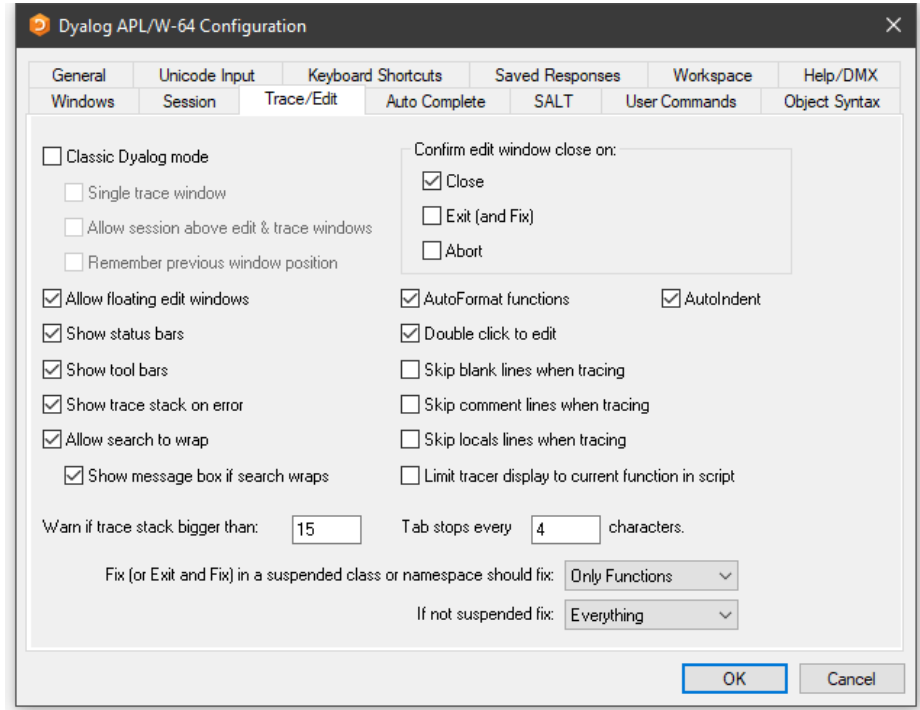 Dyalog APL/W-64 Configuration
General Unicode Input Keyboard Shortcuts Saved Responses Workspace Help/DMX
Windows Session Trace/Edit Auto Complete SALT User Commands Object Syntax
Classic Dyalog mode
Single trace window
Allow session above edit & trace windows
Remember previous window position
Confirm edit window close on:
Close
Exit (and Fix)
Abort
Allow floating edit windows
Show status bars
Show tool bars
Show trace stack on error
Allow search to wrap
Show message box if search wraps
AutoFormat functions AutoIndent
Double click to edit
Skip blank lines when tracing
Skip comment lines when tracing
Skip locals lines when tracing
Limit tracer display to current function in script
Warn if trace stack bigger than: 15 Tab stops every 4 characters.
Fix (or Exit and Fix) in a suspended class or namespace should fix: Only Functions
If not suspended fix: Everything
OK Cancel